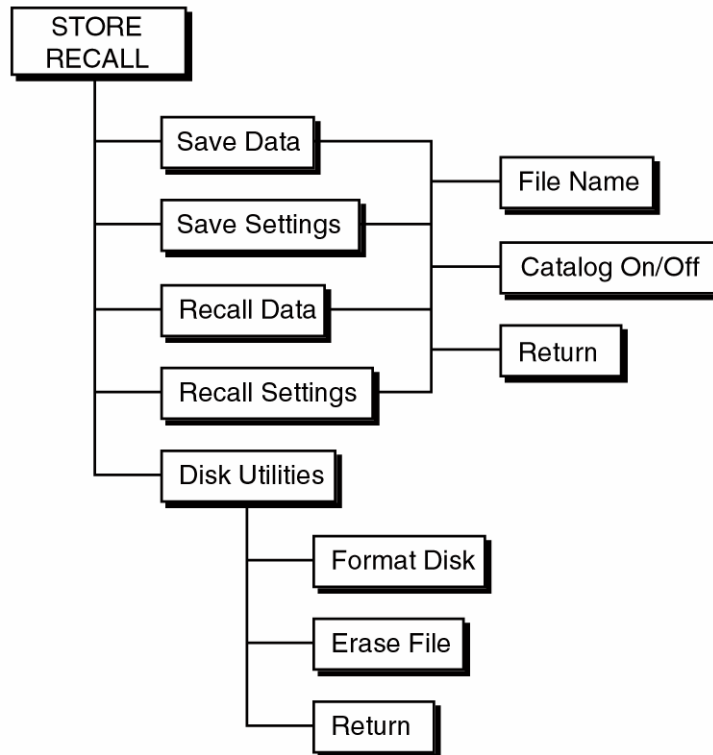 STORE
RECALL
Save Data
Save Settings
Recall Data
Recall Settings
Disk Utilities
File Name
Catalog On/Off
Return
Format Disk
Erase File
Return